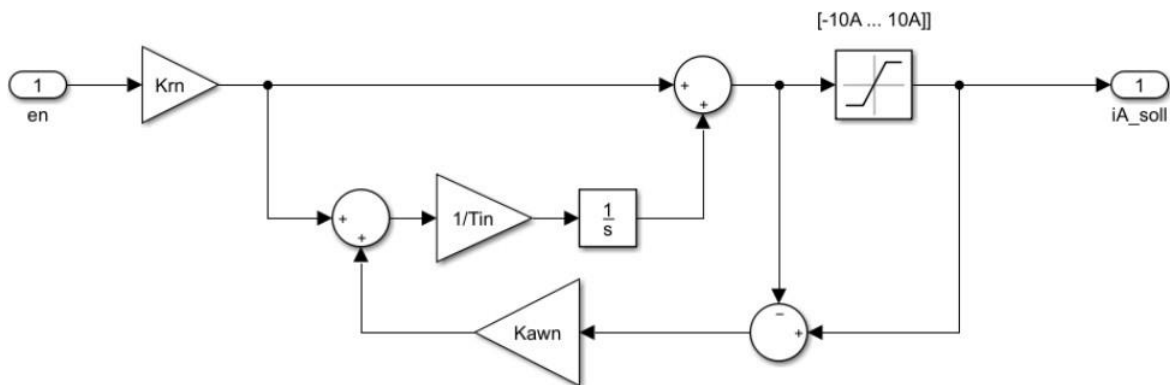 [-10A ... 10A]]
1
en
Krn
+
+
1
iA_soll
+
+
1/Tin
1
s
Kawn
−
+